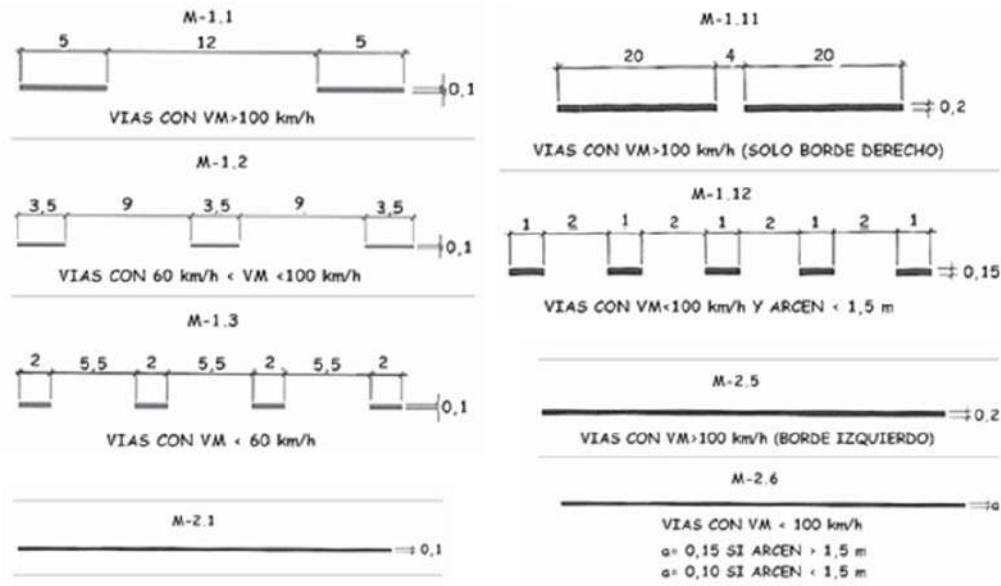 M-1.1
5 12 5
0,1
VIAS CON VM>100 km/h
M-1.2
3,5 9 3,5 9 3,5
0,1
VIAS CON 60 km/h < VM <100 km/h
M-1.3
2 5,5 2 5,5 2 5,5 2
0,1
VIAS CON VM < 60 km/h
M-2.1
0,1
M-1.11
20 4 20
0,2
VIAS CON VM>100 km/h (SOLO BORDE DERECHO)
M-1.12
1 2 1 2 1 2 1 2 1
0,15
VIAS CON VM<100 km/h Y ARCEN < 1,5 m
M-2.5
0,2
VIAS CON VM>100 km/h (BORDE IZQUIERDO)
M-2.6
a
VIAS CON VM < 100 km/h
a= 0,15 SI ARCEN > 1,5 m
a= 0,10 SI ARCEN < 1,5 m